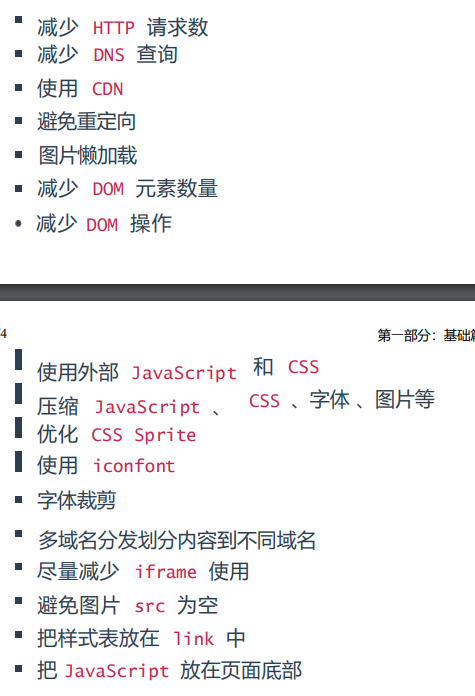 减少 HTTP 请求数
减少 DNS 查询
使用 CDN
避免重定向
图片懒加载
减少 DOM 元素数量
减少 DOM 操作
/4
第一部分：基础篇
使用外部 JavaScript 和 CSS
压缩 JavaScript 、 CSS 、字体 、图片等
优化 CSS Sprite
使用 iconfont
字体裁剪
多域名分发划分内容到不同域名
尽量减少 iframe 使用
避免图片 src 为空
把样式表放在 link 中
把 JavaScript 放在页面底部